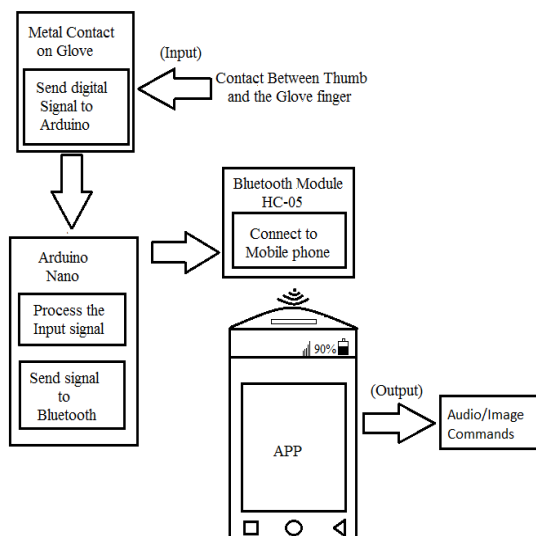 Metal Contact
on Glove
Send digital
Signal to
Arduino
(Input)
Contact Between Thumb
and the Glove finger
Bluetooth Module
HC-05
Connect to
Mobile phone
Arduino
Nano
Process the
Input signal
Send signal
to
Bluetooth
90%
APP
(Output)
Audio/Image
Commands